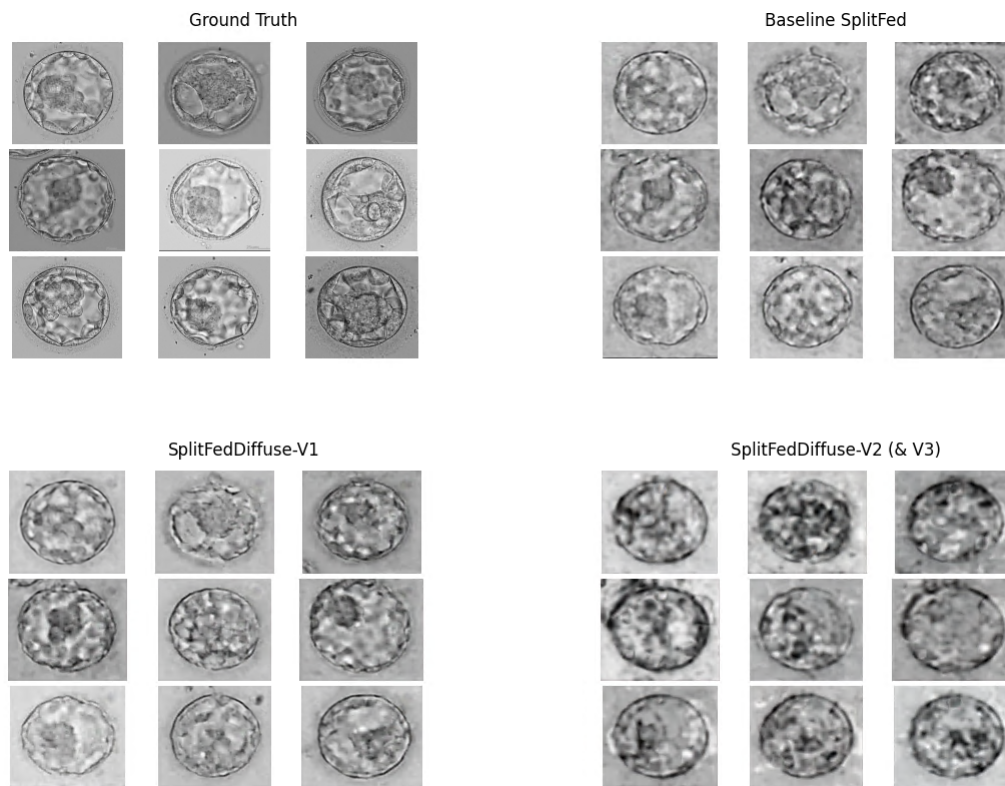 Ground Truth
Baseline SplitFed
SplitFedDiffuse-V1
SplitFedDiffuse-V2 (& V3)